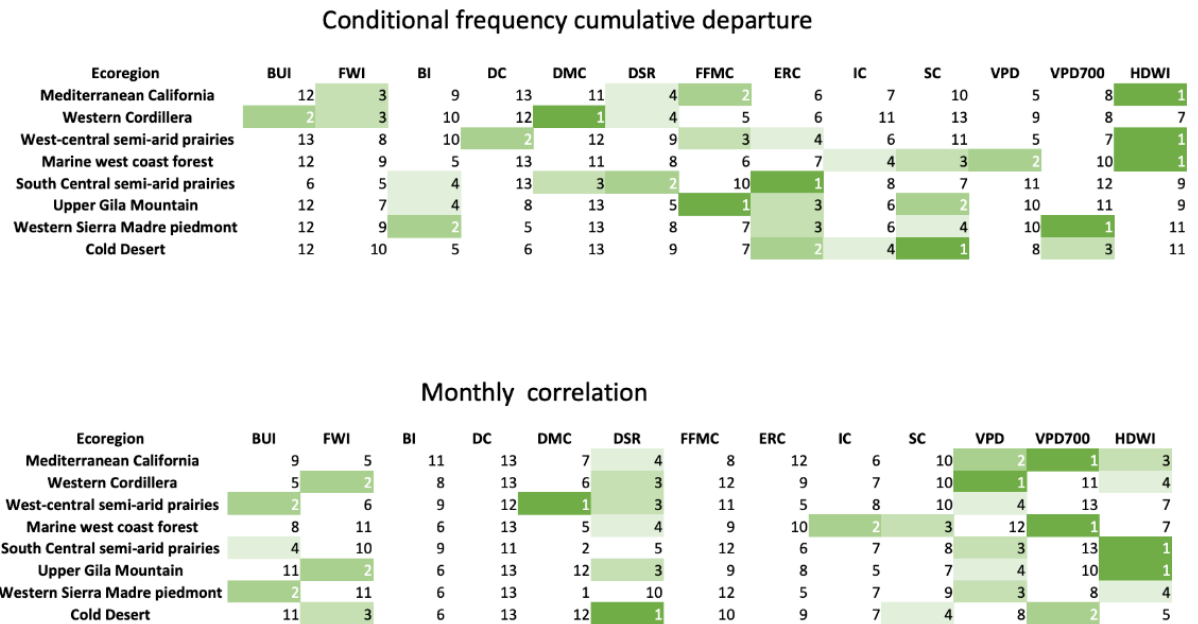 Conditional frequency cumulative departure
Ecoregion BUI FWI BI DC DMC DSR FFMC ERC IC SC VPD VPD700 HDWI
Mediterranean California 12 3 9 13 11 4 2 6 7 10 5 8 1
Western Cordillera 2 3 10 12 1 4 5 6 11 13 9 8 7
West-central semi-arid prairies 13 8 10 2 12 9 3 4 6 11 5 7 1
Marine west coast forest 12 9 5 13 11 8 6 7 4 3 2 10 1
South Central semi-arid prairies 6 5 4 13 3 2 10 1 8 7 11 12 9
Upper Gila Mountain 12 7 4 8 13 5 1 3 6 2 10 11 9
Western Sierra Madre piedmont 12 9 2 5 13 8 7 3 6 4 10 1 11
Cold Desert 12 10 5 6 13 9 7 2 4 1 8 3 11
Monthly correlation
Ecoregion BUI FWI BI DC DMC DSR FFMC ERC IC SC VPD VPD700 HDWI
Mediterranean California 9 5 11 13 7 4 8 12 6 10 2 1 3
Western Cordillera 5 2 8 13 6 3 12 9 7 10 1 11 4
West-central semi-arid prairies 2 6 9 12 1 3 11 5 8 10 4 13 7
Marine west coast forest 8 11 6 13 5 4 9 10 2 3 12 1 7
South Central semi-arid prairies 4 10 9 11 2 5 12 6 7 8 3 13 1
Upper Gila Mountain 11 2 6 13 12 3 9 8 5 7 4 10 1
Western Sierra Madre piedmont 2 11 6 13 1 10 12 5 7 9 3 8 4
Cold Desert 11 3 6 13 12 1 10 9 7 4 8 2 5